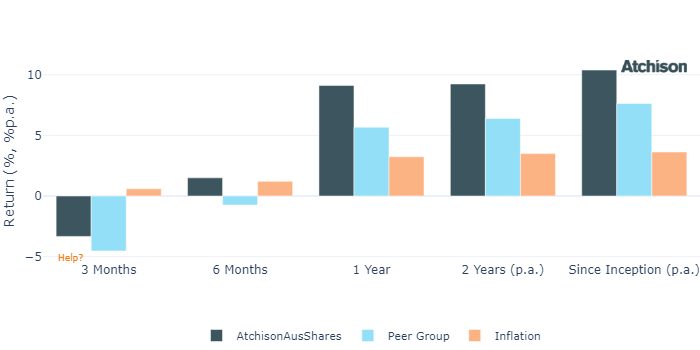 Atchison
Return (%, %p.a.)
10
5
0
−5
Help?
3 Months
6 Months
1 Year
2 Years (p.a.)
Since Inception (p.a.)
AtchisonAusShares
Peer Group
Inflation